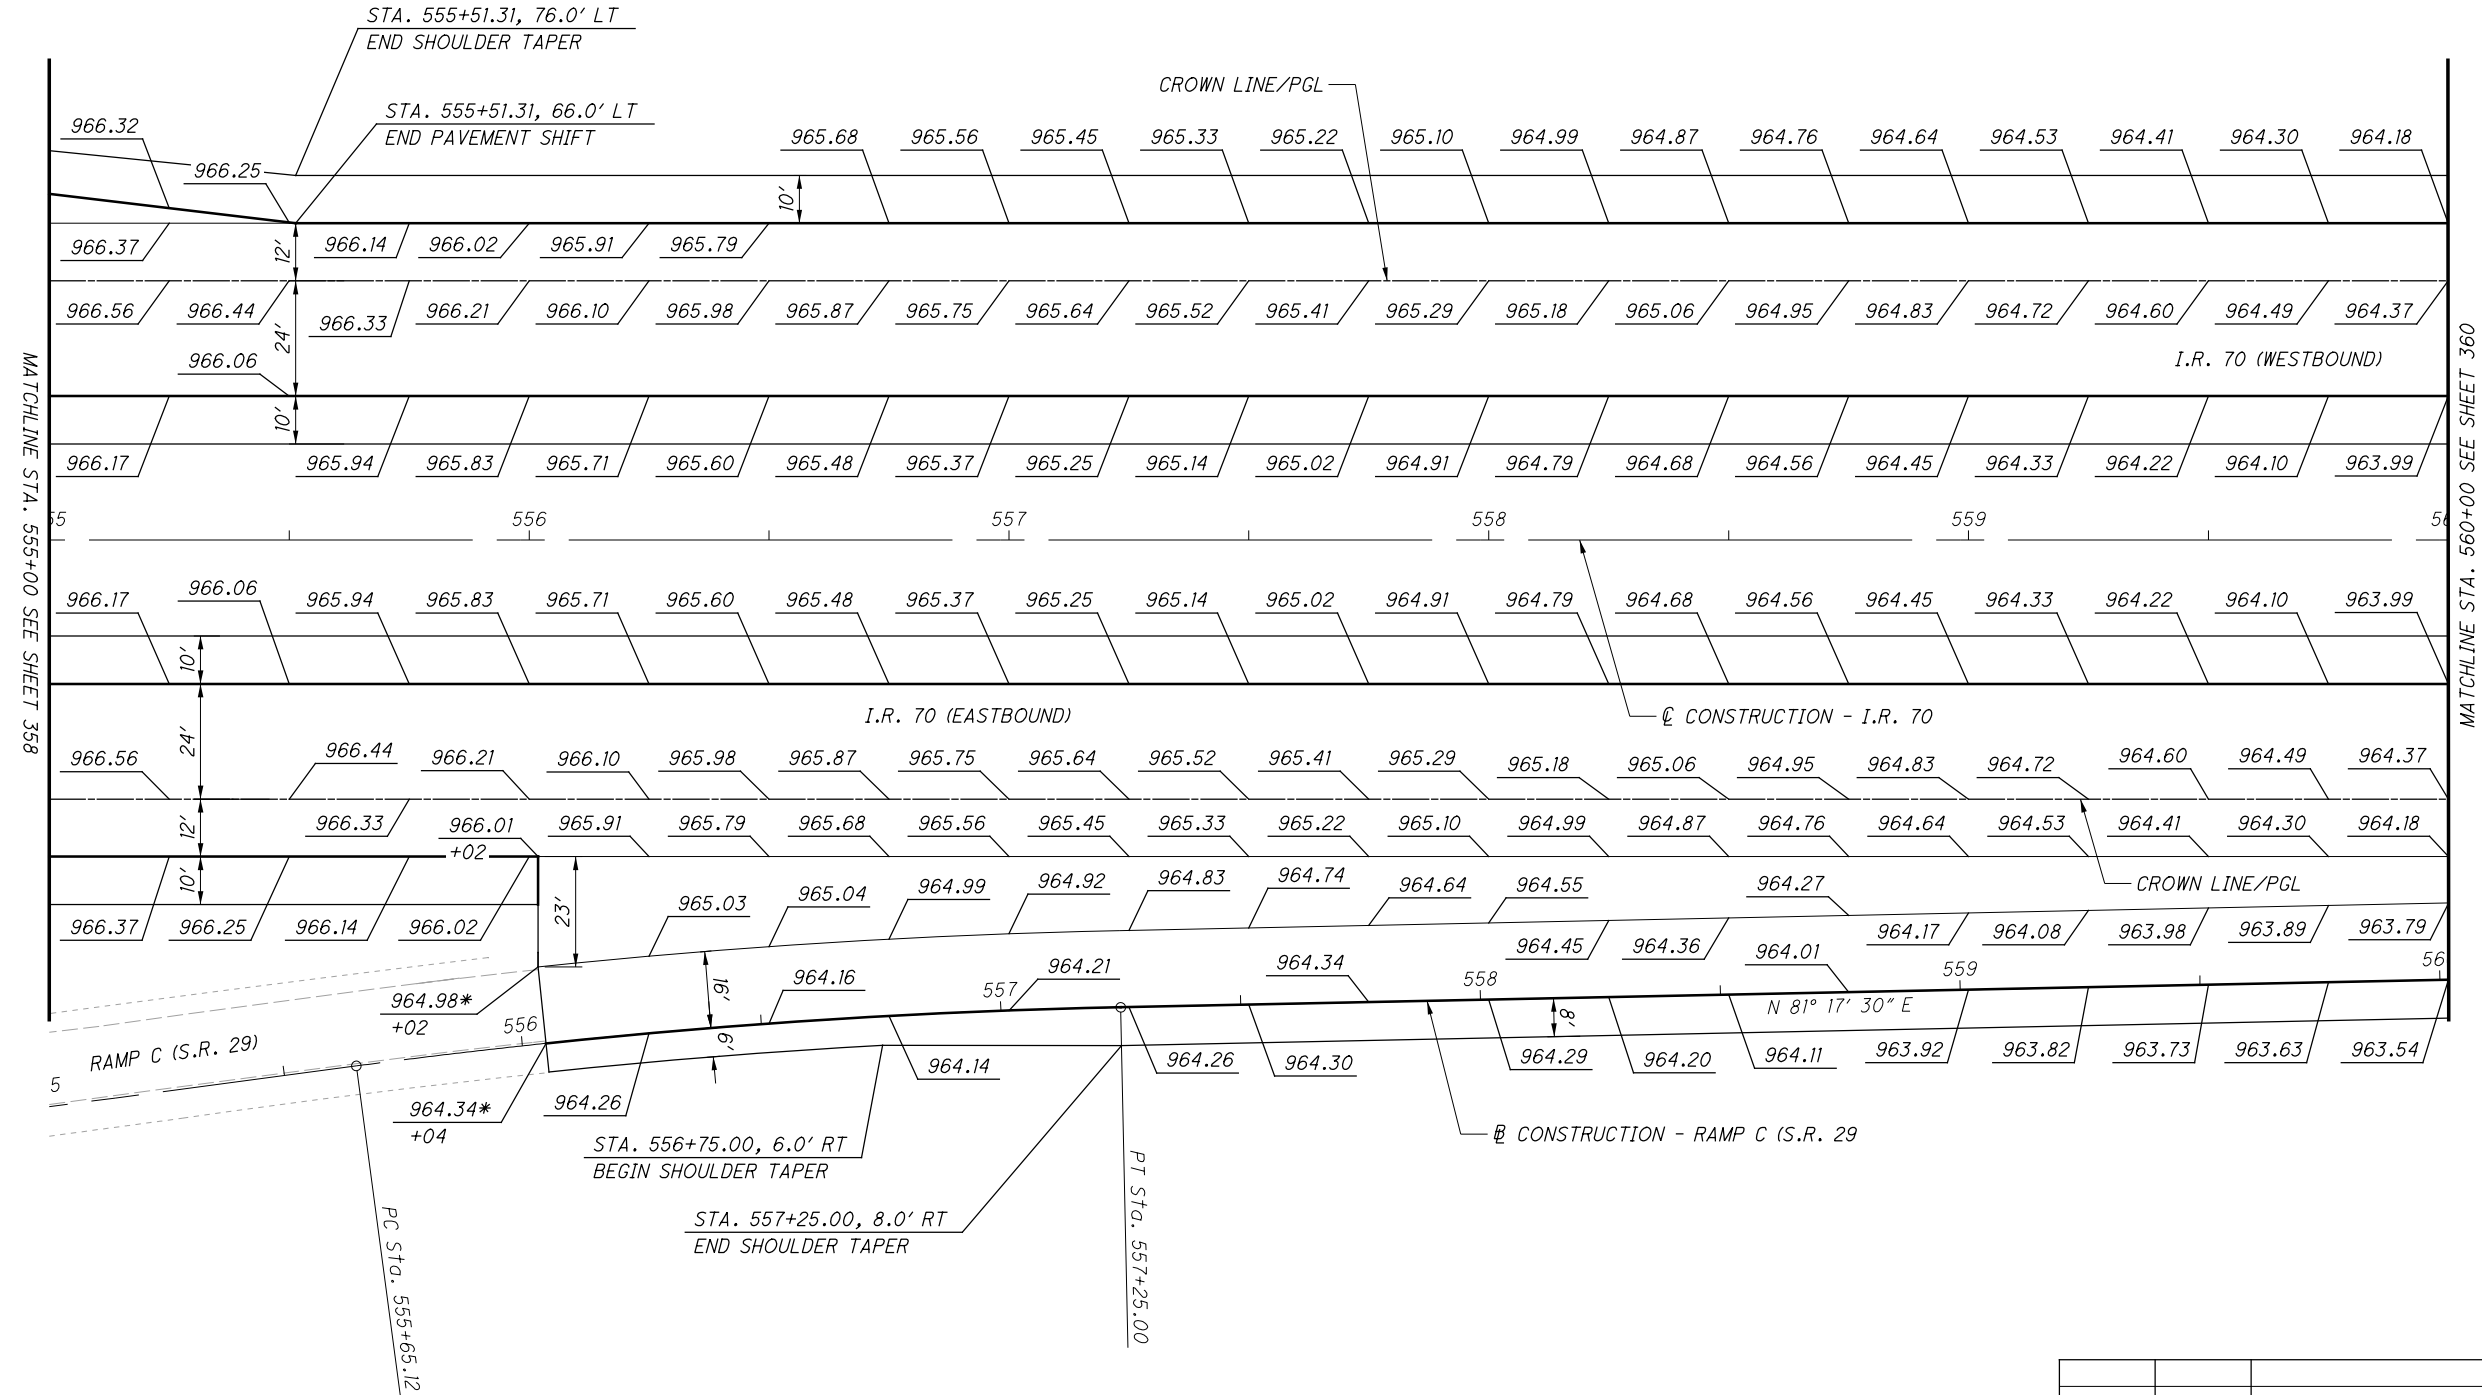 STA. 555+51.31, 76.0' LT
END SHOULDER TAPER
STA. 555+51.31, 66.0' LT
END PAVEMENT SHIFT
CROWN LINE/PGL
966.32
966.25
965.68 965.56 965.45 965.33 965.22 965.10 964.99 964.87 964.76 964.64 964.53 964.41 964.30 964.18
10'
966.37 966.14 966.02 965.91 965.79
12'
966.56 966.44 966.33 966.21 966.10 965.98 965.87 965.75 965.64 965.52 965.41 965.29 965.18 965.06 964.95 964.83 964.72 964.60 964.49 964.37
24'
966.06
I.R. 70 (WESTBOUND)
10'
966.17 965.94 965.83 965.71 965.60 965.48 965.37 965.25 965.14 965.02 964.91 964.79 964.68 964.56 964.45 964.33 964.22 964.10 963.99
MATCHLINE STA. 555+00 SEE SHEET 358
MATCHLINE STA. 560+00 SEE SHEET 360
55 556 557 558 559 56
966.17 966.06 965.94 965.83 965.71 965.60 965.48 965.37 965.25 965.14 965.02 964.91 964.79 964.68 964.56 964.45 964.33 964.22 964.10 963.99
10'
I.R. 70 (EASTBOUND)
℄ CONSTRUCTION - I.R. 70
24'
966.56 966.44 966.21 966.10 965.98 965.87 965.75 965.64 965.52 965.41 965.29 965.18 965.06 964.95 964.83 964.72 964.60 964.49 964.37
12'
966.33 966.01 965.91 965.79 965.68 965.56 965.45 965.33 965.22 965.10 964.99 964.87 964.76 964.64 964.53 964.41 964.30 964.18
+02
10'
23'
965.03 965.04 964.99 964.92 964.83 964.74 964.64 964.55 964.27
CROWN LINE/PGL
966.37 966.25 966.14 966.02
964.45 964.36 964.17 964.08 963.98 963.89 963.79
964.98*
+02
16'
964.16 964.21 964.34 964.01
556 557 558 559 56
N 81° 17' 30" E
RAMP C (S.R. 29)
5
6'
8'
964.34*
+04
964.26 964.14 964.26 964.30 964.29 964.20 964.11 963.92 963.82 963.73 963.63 963.54
STA. 556+75.00, 6.0' RT
BEGIN SHOULDER TAPER
B CONSTRUCTION - RAMP C (S.R. 29
STA. 557+25.00, 8.0' RT
END SHOULDER TAPER
PC Sta. 555+65.12
PT Sta. 557+25.00